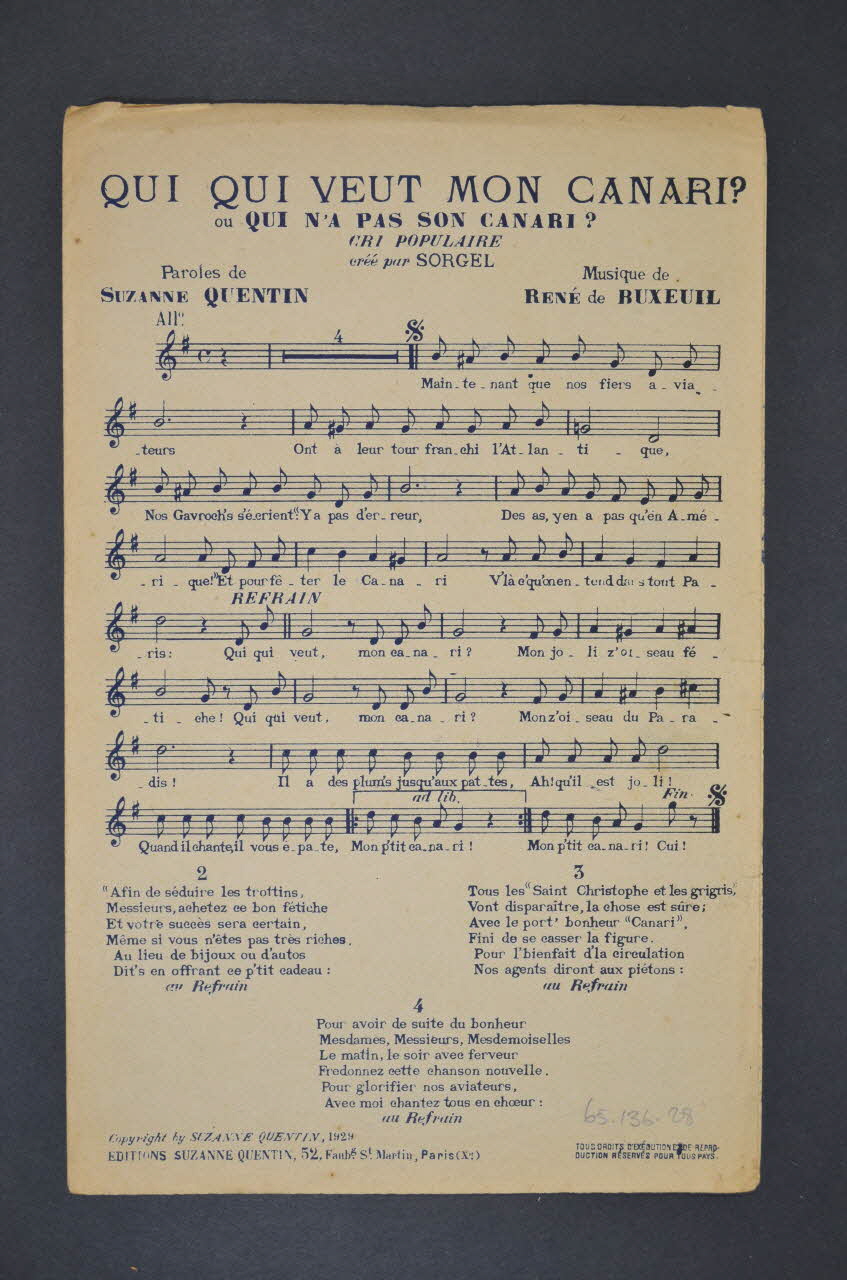 QUI QUI VEUT MON CANARI?
ou QUI N'A PAS SON CANARI?
CRI POPULAIRE
créé par SORGEL
Paroles de
SUZANNE QUENTIN
Musique de
RENÉ de BUXEUIL
All°
4
Main-te-nant que nos fiers a-via-
-teurs Ont à leur tour fran-chi l'At-lan-ti-que,
Nos Gavroch's s'é-crient: "Y a pas d'er-reur, Des as, y en a pas qu'en A-mé-
-ri-que!" Et pour fê-ter le Ca-na-ri V'là c'qu'on en-tend dans tout Pa-
REFRAIN
-ris: Qui qui veut, mon ca-na-ri? Mon jo-li z'oi-seau fé-
-ti-che! Qui qui veut, mon ca-na-ri? Mon z'oi-seau du Pa-ra-
-dis! Il a des plum's jusqu'aux pat-tes, Ah! qu'il est jo-li!
ad lib.
Fin
Quand il chante, il vous é-pa-te, Mon p'tit ca-na-ri! Mon p'tit ca-na-ri! Cui!
2
"Afin de séduire les trottins,
Messieurs, achetez ce bon fétiche
Et votre succès sera certain,
Même si vous n'êtes pas très riches.
Au lieu de bijoux ou d'autos
Dit's en offrant ce p'tit cadeau:
au Refrain
3
Tous les "Saint Christophe et les grigris,
Vont disparaître, la chose est sûre;
Avec le port' bonheur "Canari",
Fini de se casser la figure.
Pour l'bienfait d'la circulation
Nos agents diront aux piétons:
au Refrain
4
Pour avoir de suite du bonheur
Mesdames, Messieurs, Mesdemoiselles
Le matin, le soir avec ferveur
Fredonnez cette chanson nouvelle.
Pour glorifier nos aviateurs,
Avec moi chantez tous en chœur:
au Refrain
65.136.28
Copyright by SUZANNE QUENTIN, 1929
EDITIONS SUZANNE QUENTIN, 52, Faubg St Martin, Paris (Xe)
TOUS DROITS D'EXÉCUTION ET DE REPRO-
DUCTION RÉSERVÉS POUR TOUS PAYS.